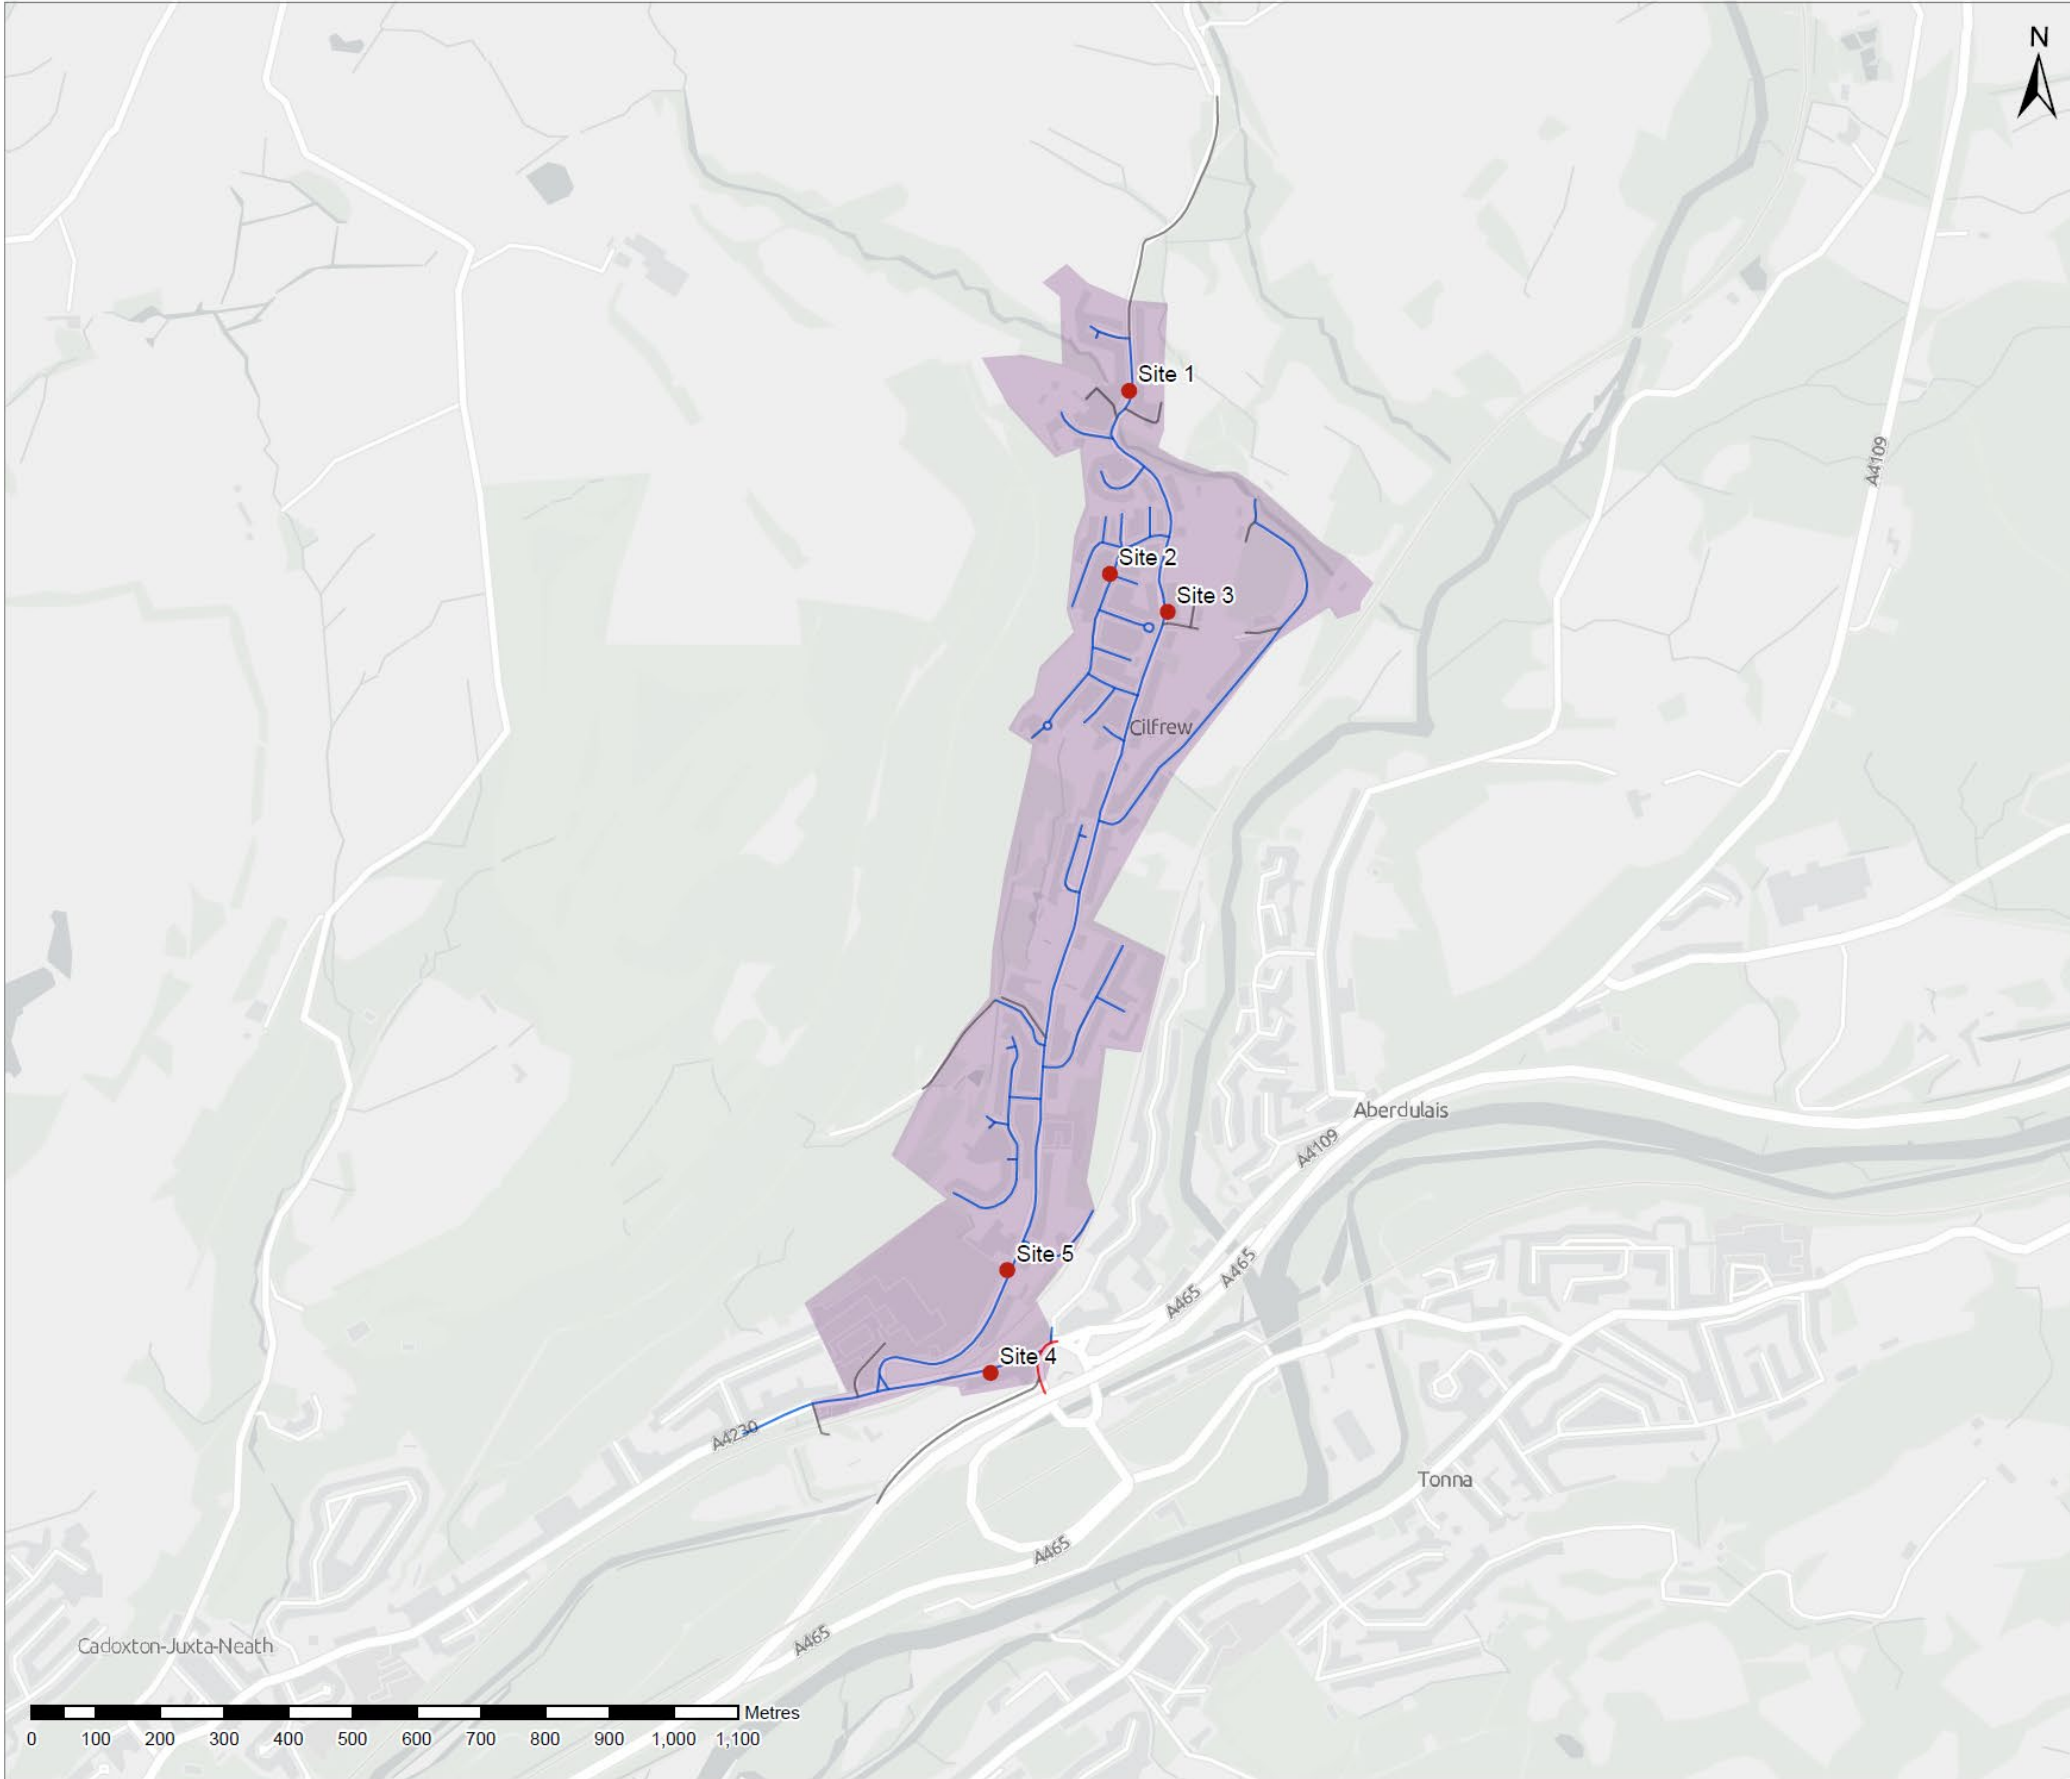 N
Site 1
A4109
Site 2
Site 3
Cilfrew
Aberdulais
A4109
Site 5
A465
A465
Site 4
A4230
Tonna
A465
A465
Cadoxton-Juxta-Neath
Metres
0 100 200 300 400 500 600 700 800 900 1,000 1,100